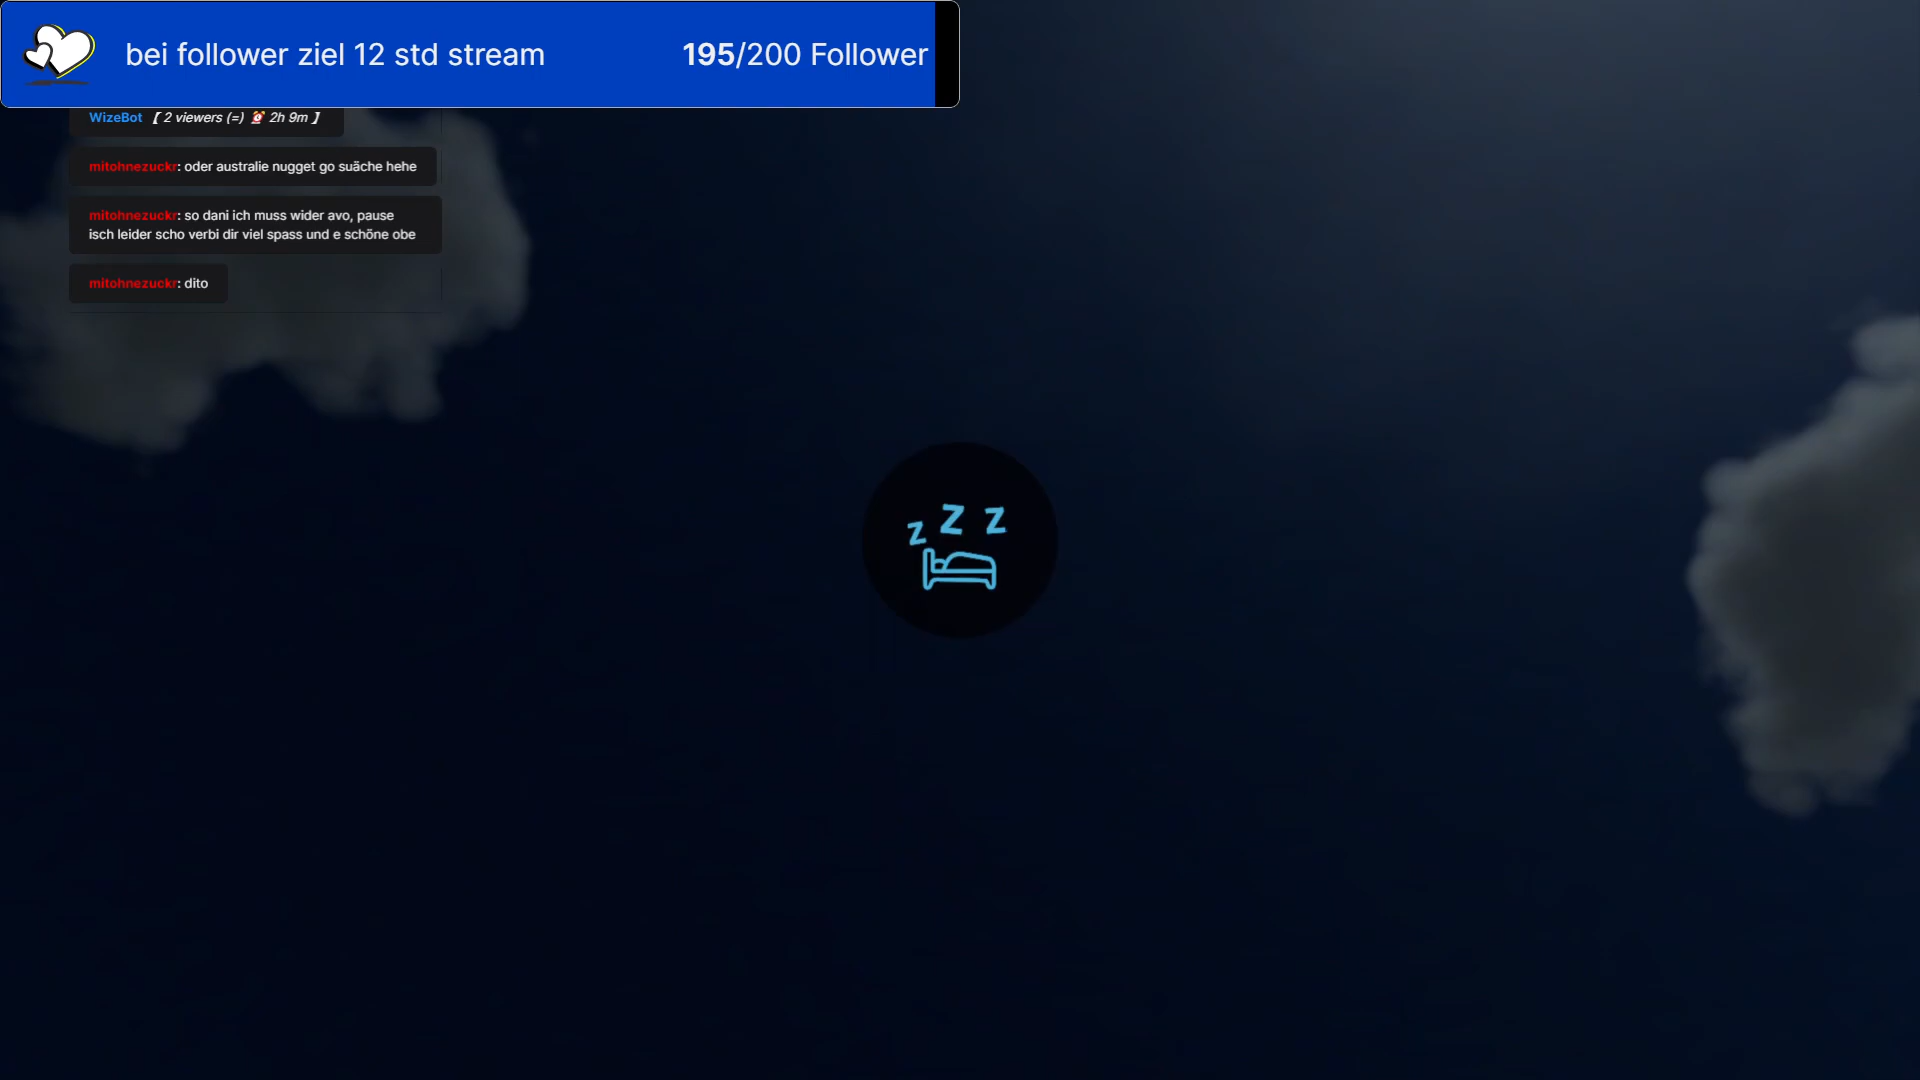 bei follower ziel 12 std stream
195/200 Follower
WizeBot 【 2 viewers (=) ⏰ 2h 9m 】
mitohnezuckr: oder australie nugget go suäche hehe
mitohnezuckr: so dani ich muss wider avo, pause
isch leider scho verbi dir viel spass und e schöne obe
mitohnezuckr: dito
z Z Z